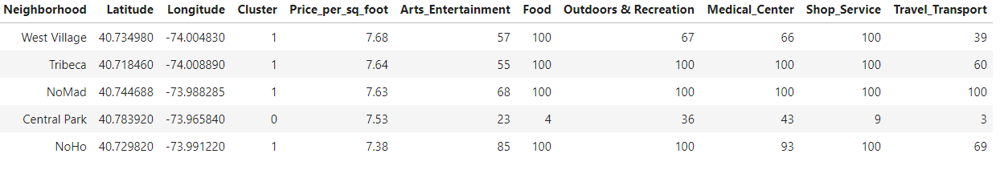 Neighborhood Latitude Longitude Cluster Price_per_sq_foot Arts_Entertainment Food Outdoors & Recreation Medical_Center Shop_Service Travel_Transport
West Village 40.734980 -74.004830 1 7.68 57 100 67 66 100 39
Tribeca 40.718460 -74.008890 1 7.64 55 100 100 100 100 60
NoMad 40.744688 -73.988285 1 7.63 68 100 100 100 100 100
Central Park 40.783920 -73.965840 0 7.53 23 4 36 43 9 3
NoHo 40.729820 -73.991220 1 7.38 85 100 100 93 100 69